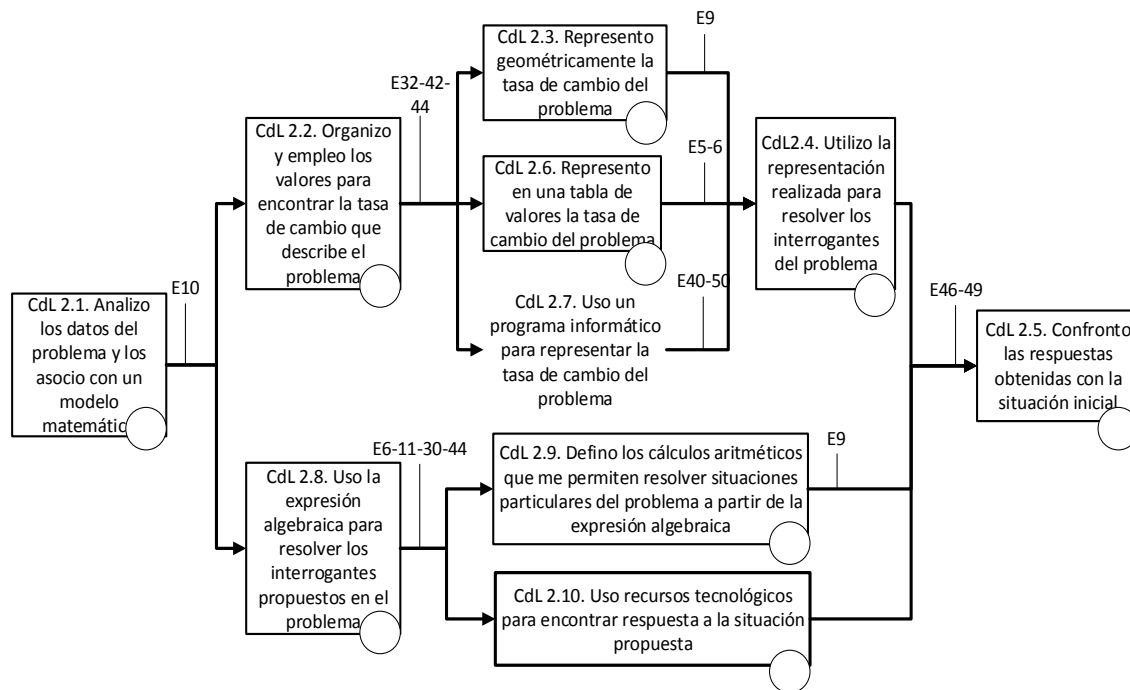 CdL 2.1. Analizo
los datos del
problema y los
asocio con un
modelo
matemátic
E10
CdL 2.2. Organizo
y empleo los
valores para
encontrar la tasa
de cambio que
describe el
problema
E32-42-
44
CdL 2.3. Represento
geométricamente la
tasa de cambio del
problema
E9
CdL 2.6. Represento
en una tabla de
valores la tasa de
cambio del problema
E5-6
CdL 2.7. Uso un
programa informático
para representar la
tasa de cambio del
problema
E40-50
CdL2.4. Utilizo la
representación
realizada para
resolver los
interrogantes
del problema
CdL 2.8. Uso la
expresión
algebraica para
resolver los
interrogantes
propuestos en el
problema
E6-11-30-44
CdL 2.9. Defino los cálculos aritméticos
que me permiten resolver situaciones
particulares del problema a partir de la
expresión algebraica
E9
CdL 2.10. Uso recursos tecnológicos
para encontrar respuesta a la situación
propuesta
E46-49
CdL 2.5. Confronto
las respuestas
obtenidas con la
situación inicial